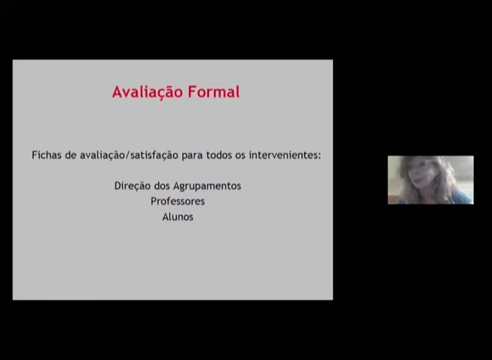 Avaliação Formal
Fichas de avaliação/satisfação para todos os intervenientes:
Direção dos Agrupamentos
Professores
Alunos